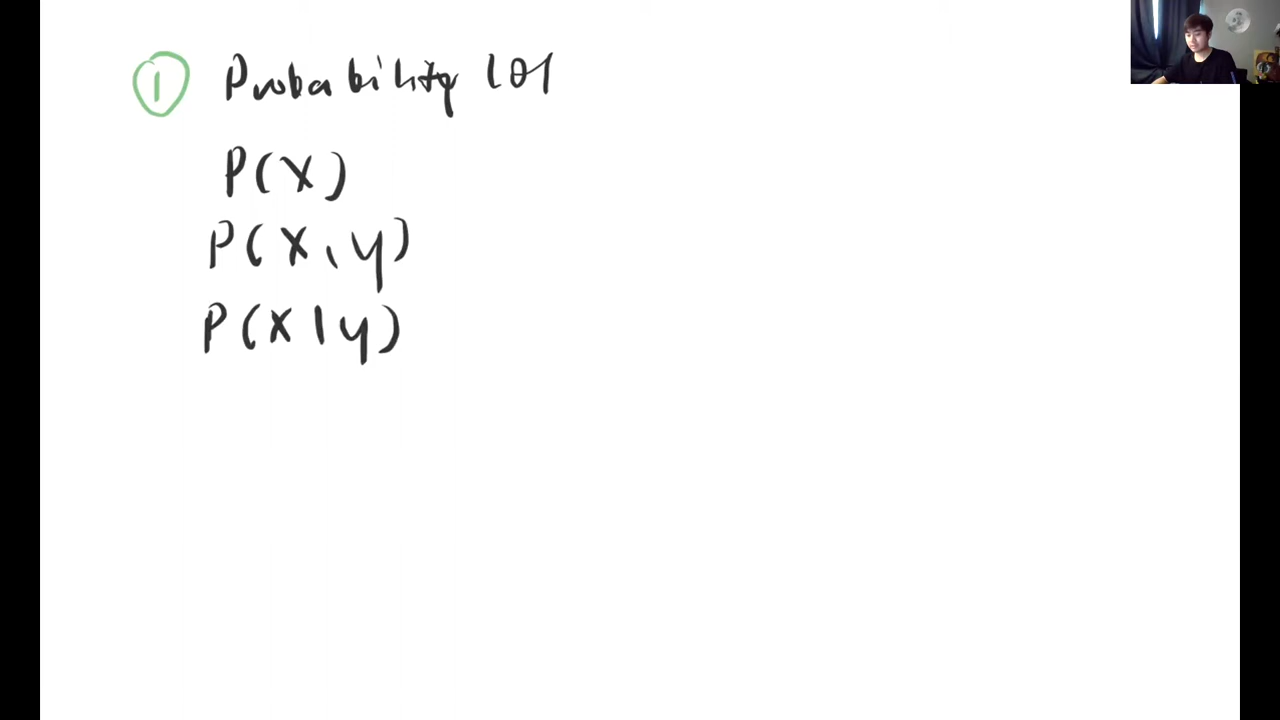 1 Probability 101
P(X)
P(X, y)
P(X | y)